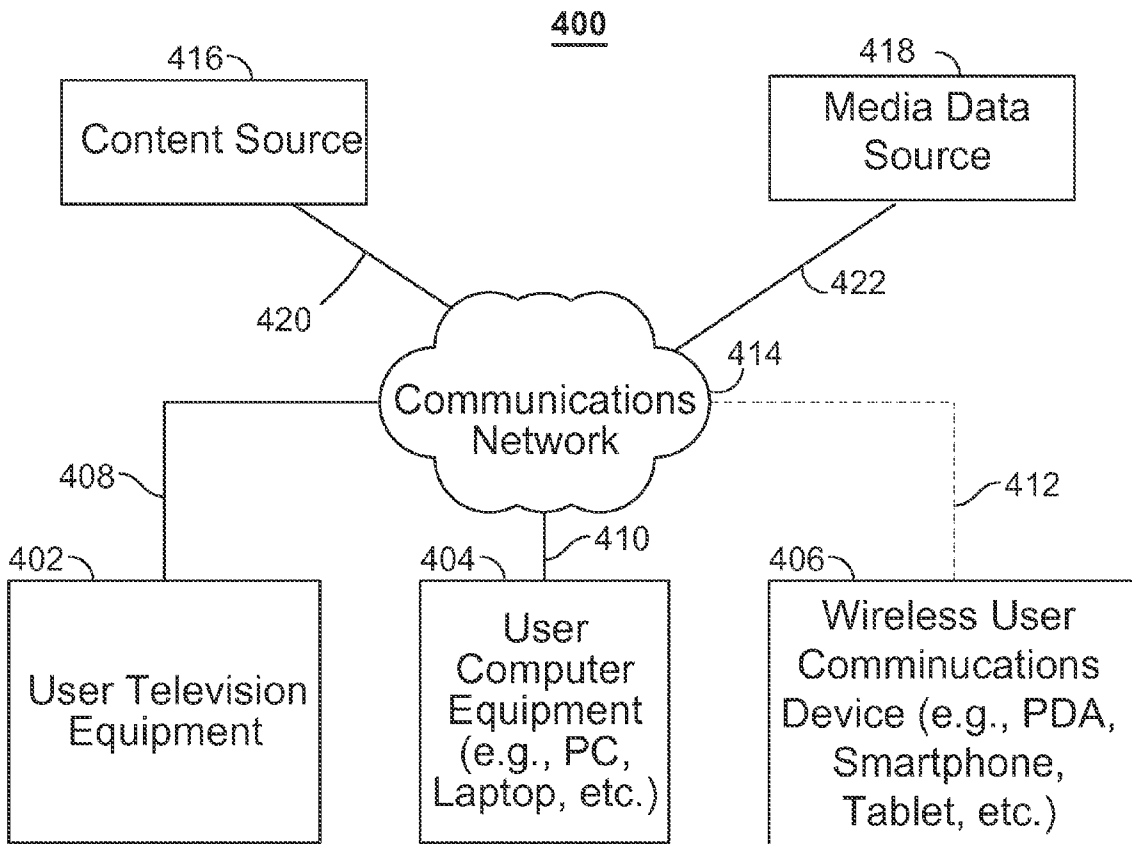 400
416
Content Source
418
Media Data
Source
420
422
414
Communications
Network
408
410
412
402
User Television
Equipment
404
User
Computer
Equipment
(e.g., PC,
Laptop, etc.)
406
Wireless User
Comminucations
Device (e.g., PDA,
Smartphone,
Tablet, etc.)